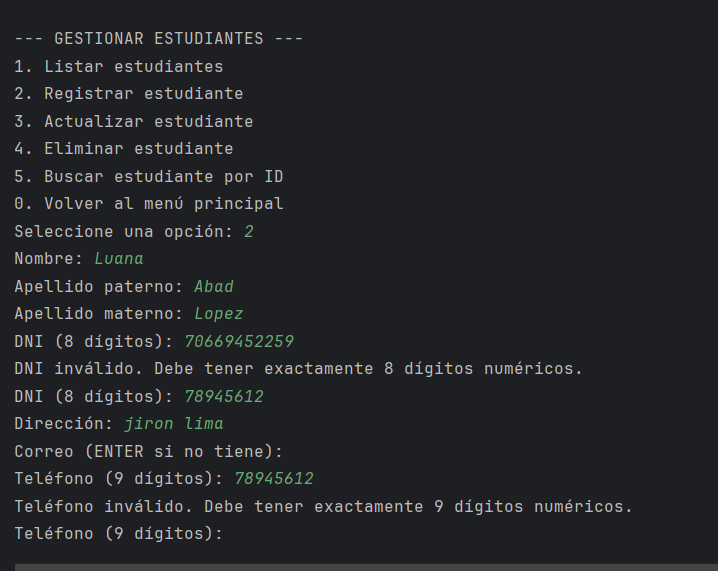 --- GESTIONAR ESTUDIANTES ---
1. Listar estudiantes
2. Registrar estudiante
3. Actualizar estudiante
4. Eliminar estudiante
5. Buscar estudiante por ID
0. Volver al menú principal
Seleccione una opción: 2
Nombre: Luana
Apellido paterno: Abad
Apellido materno: Lopez
DNI (8 dígitos): 70669452259
DNI inválido. Debe tener exactamente 8 dígitos numéricos.
DNI (8 dígitos): 78945612
Dirección: jiron lima
Correo (ENTER si no tiene):
Teléfono (9 dígitos): 78945612
Teléfono inválido. Debe tener exactamente 9 dígitos numéricos.
Teléfono (9 dígitos):